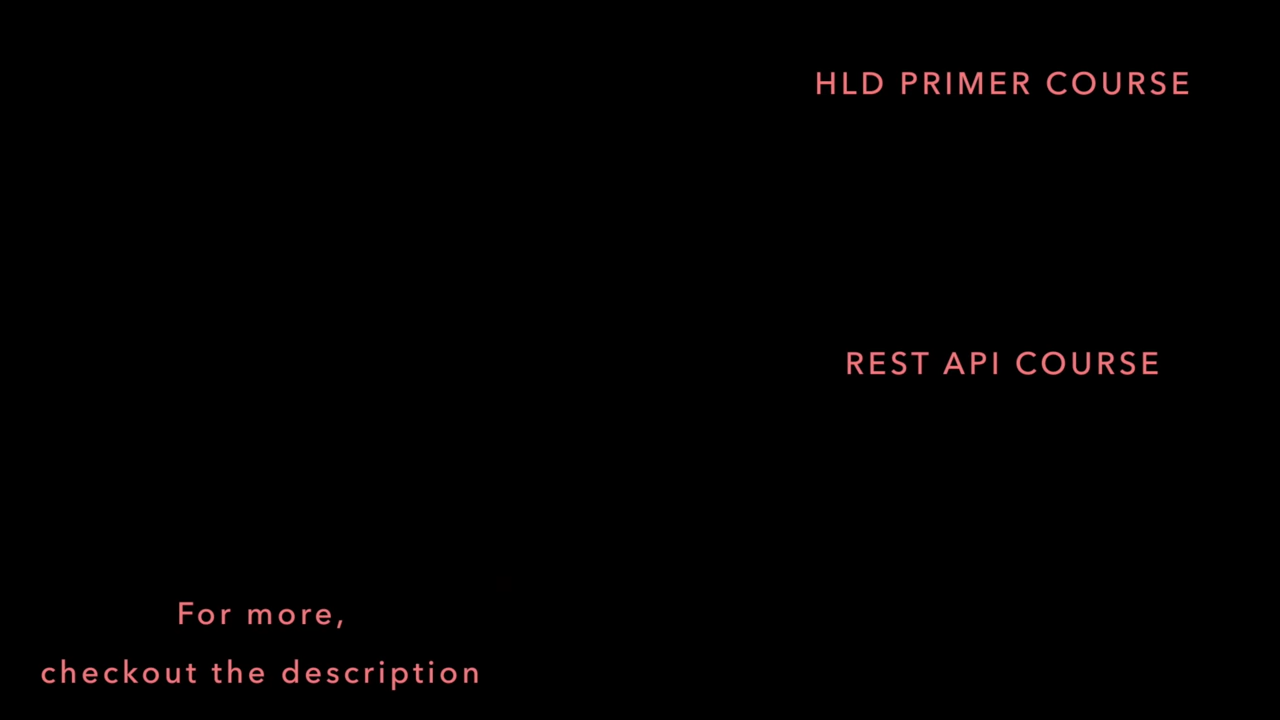 HLD PRIMER COURSE
REST API COURSE
For more,
checkout the description